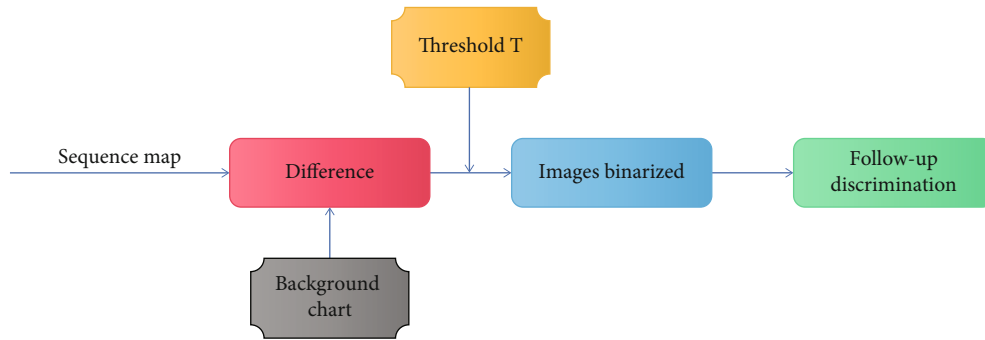 Threshold T
Sequence map
Difference
Images binarized
Follow-up
discrimination
Background
chart